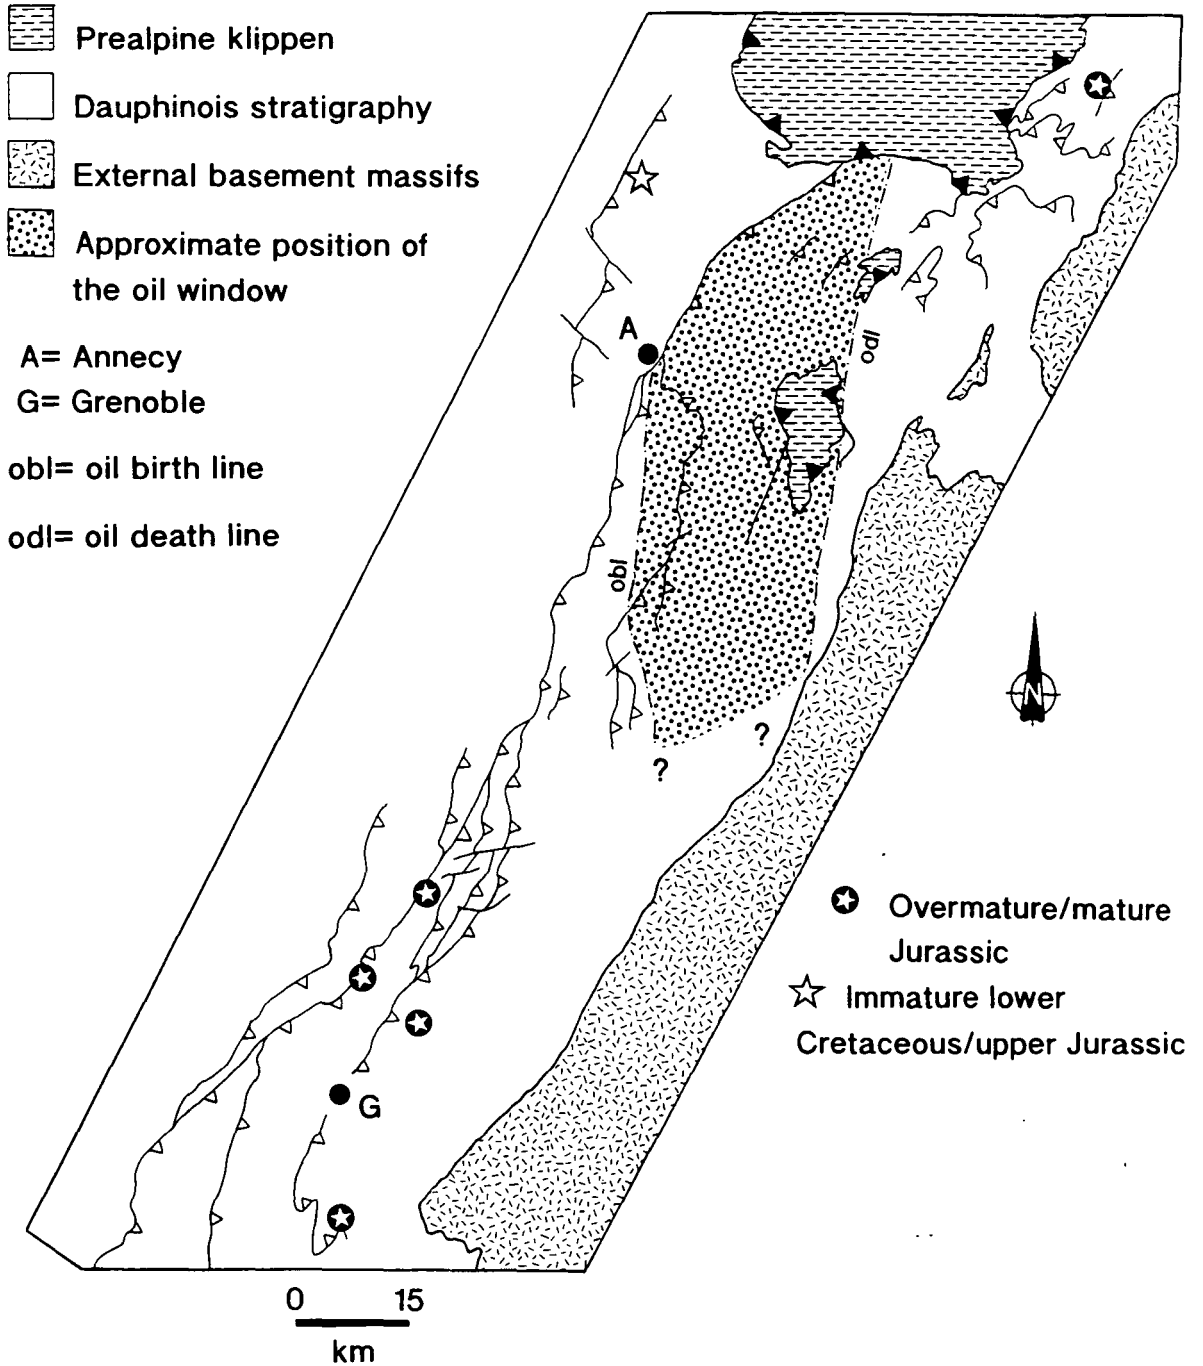 Prealpine klippen
Dauphinois stratigraphy
External basement massifs
Approximate position of
the oil window
A= Annecy
G= Grenoble
obl= oil birth line
odl= oil death line
A
odl
obl
N
?
?
Overmature/mature
Jurassic
Immature lower
Cretaceous/upper Jurassic
G
0 15
km